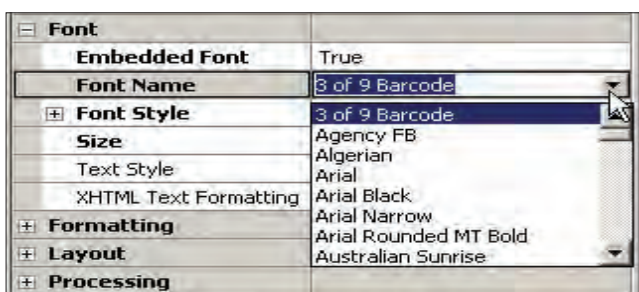 Font
Embedded Font True
Font Name 3 of 9 Barcode
Font Style 3 of 9 Barcode
Agency FB
Size
Algerian
Text Style Arial
XHTML Text Formatting Arial Black
Arial Narrow
Formatting
Arial Rounded MT Bold
Layout Australian Sunrise
Processing